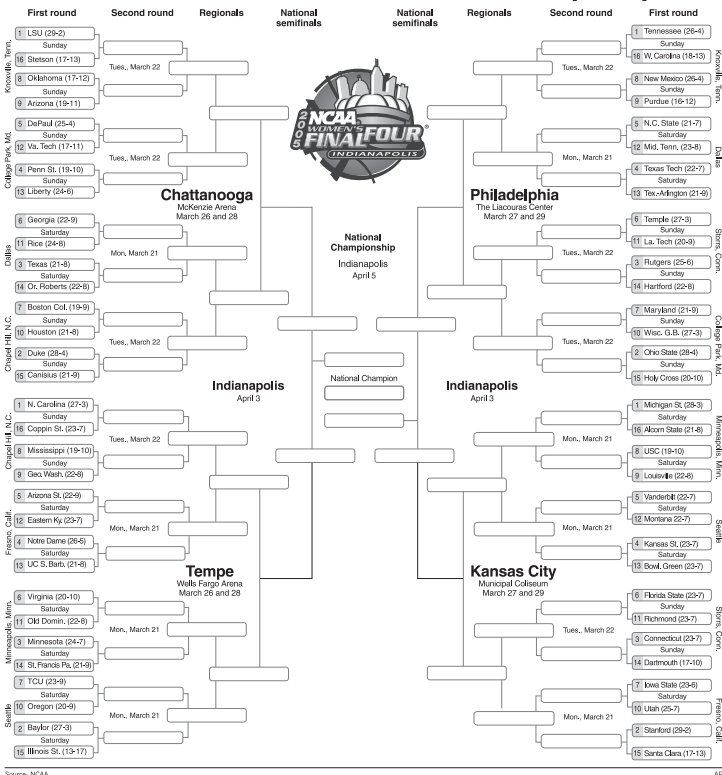 First round
Second round
Regionals
National
semifinals
National
semifinals
Regionals
Second round
First round
Knoxville, Tenn.
1 LSU (29-2)
Sunday
16 Stetson (17-13)
Tues., March 22
8 Oklahoma (17-12)
Sunday
9 Arizona (19-11)
College Park, Md.
5 DePaul (25-4)
Sunday
12 Va. Tech (17-11)
Tues., March 22
4 Penn St. (19-10)
Sunday
13 Liberty (24-6)
Chattanooga
McKenzie Arena
March 26 and 28
Dallas
6 Georgia (22-9)
Saturday
11 Rice (24-8)
Mon, March 21
3 Texas (21-8)
Saturday
14 Or. Roberts (22-8)
Chapel Hill, N.C.
7 Boston Col. (19-9)
Sunday
10 Houston (21-8)
Tues., March 22
2 Duke (28-4)
Sunday
15 Canisius (21-9)
Indianapolis
April 3
Chapel Hill, N.C.
1 N. Carolina (27-3)
Sunday
16 Coppin St. (23-7)
Tues., March 22
8 Mississippi (19-10)
Sunday
9 Geo. Wash. (22-8)
Fresno, Calif.
5 Arizona St. (22-9)
Saturday
12 Eastern Ky. (23-7)
Mon., March 21
4 Notre Dame (26-5)
Saturday
13 UC S. Barb. (21-8)
Tempe
Wells Fargo Arena
March 26 and 28
Minneapolis, Minn.
6 Virginia (20-10)
Saturday
11 Old Domin. (22-8)
Mon., March 21
3 Minnesota (24-7)
Saturday
14 St. Francis Pa. (21-9)
Seattle
7 TCU (23-9)
Saturday
10 Oregon (20-9)
Mon., March 21
2 Baylor (27-3)
Saturday
15 Illinois St. (13-17)
2005
NCAA
WOMEN'S
FINAL FOUR
®
INDIANAPOLIS
National
Championship
Indianapolis
April 5
National Champion
1 Tennessee (26-4)
Sunday
16 W. Carolina (18-13)
Tues., March 22
8 New Mexico (26-4)
Sunday
9 Purdue (16-12)
Knoxville, Tenn.
5 N.C. State (21-7)
Saturday
12 Mid. Tenn. (23-8)
Mon., March 21
4 Texas Tech (22-7)
Saturday
13 Tex.-Arlington (21-9)
Dallas
Philadelphia
The Liacouras Center
March 27 and 29
6 Temple (27-3)
Sunday
11 La. Tech (20-9)
Tues., March 22
3 Rutgers (25-6)
Sunday
14 Hartford (22-8)
Storrs, Conn.
7 Maryland (21-9)
Sunday
10 Wisc. G.B. (27-3)
Tues., March 22
2 Ohio State (28-4)
Sunday
15 Holy Cross (20-10)
College Park, Md.
Indianapolis
April 3
1 Michigan St. (28-3)
Saturday
16 Alcorn State (21-8)
Mon., March 21
8 USC (19-10)
Saturday
9 Louisville (22-8)
Minneapolis, Minn.
5 Vanderbilt (22-7)
Saturday
12 Montana 22-7)
Mon., March 21
4 Kansas St. (23-7)
Saturday
13 Bowl. Green (23-7)
Seattle
Kansas City
Municipal Coliseum
March 27 and 29
6 Florida State (23-7)
Sunday
11 Richmond (23-7)
Tues., March 22
3 Connecticut (23-7)
Sunday
14 Dartmouth (17-10)
Storrs, Conn.
7 Iowa State (23-6)
Saturday
10 Utah (25-7)
Mon., March 21
2 Stanford (29-2)
Saturday
15 Santa Clara (17-13)
Fresno, Calif.
Source: NCAA